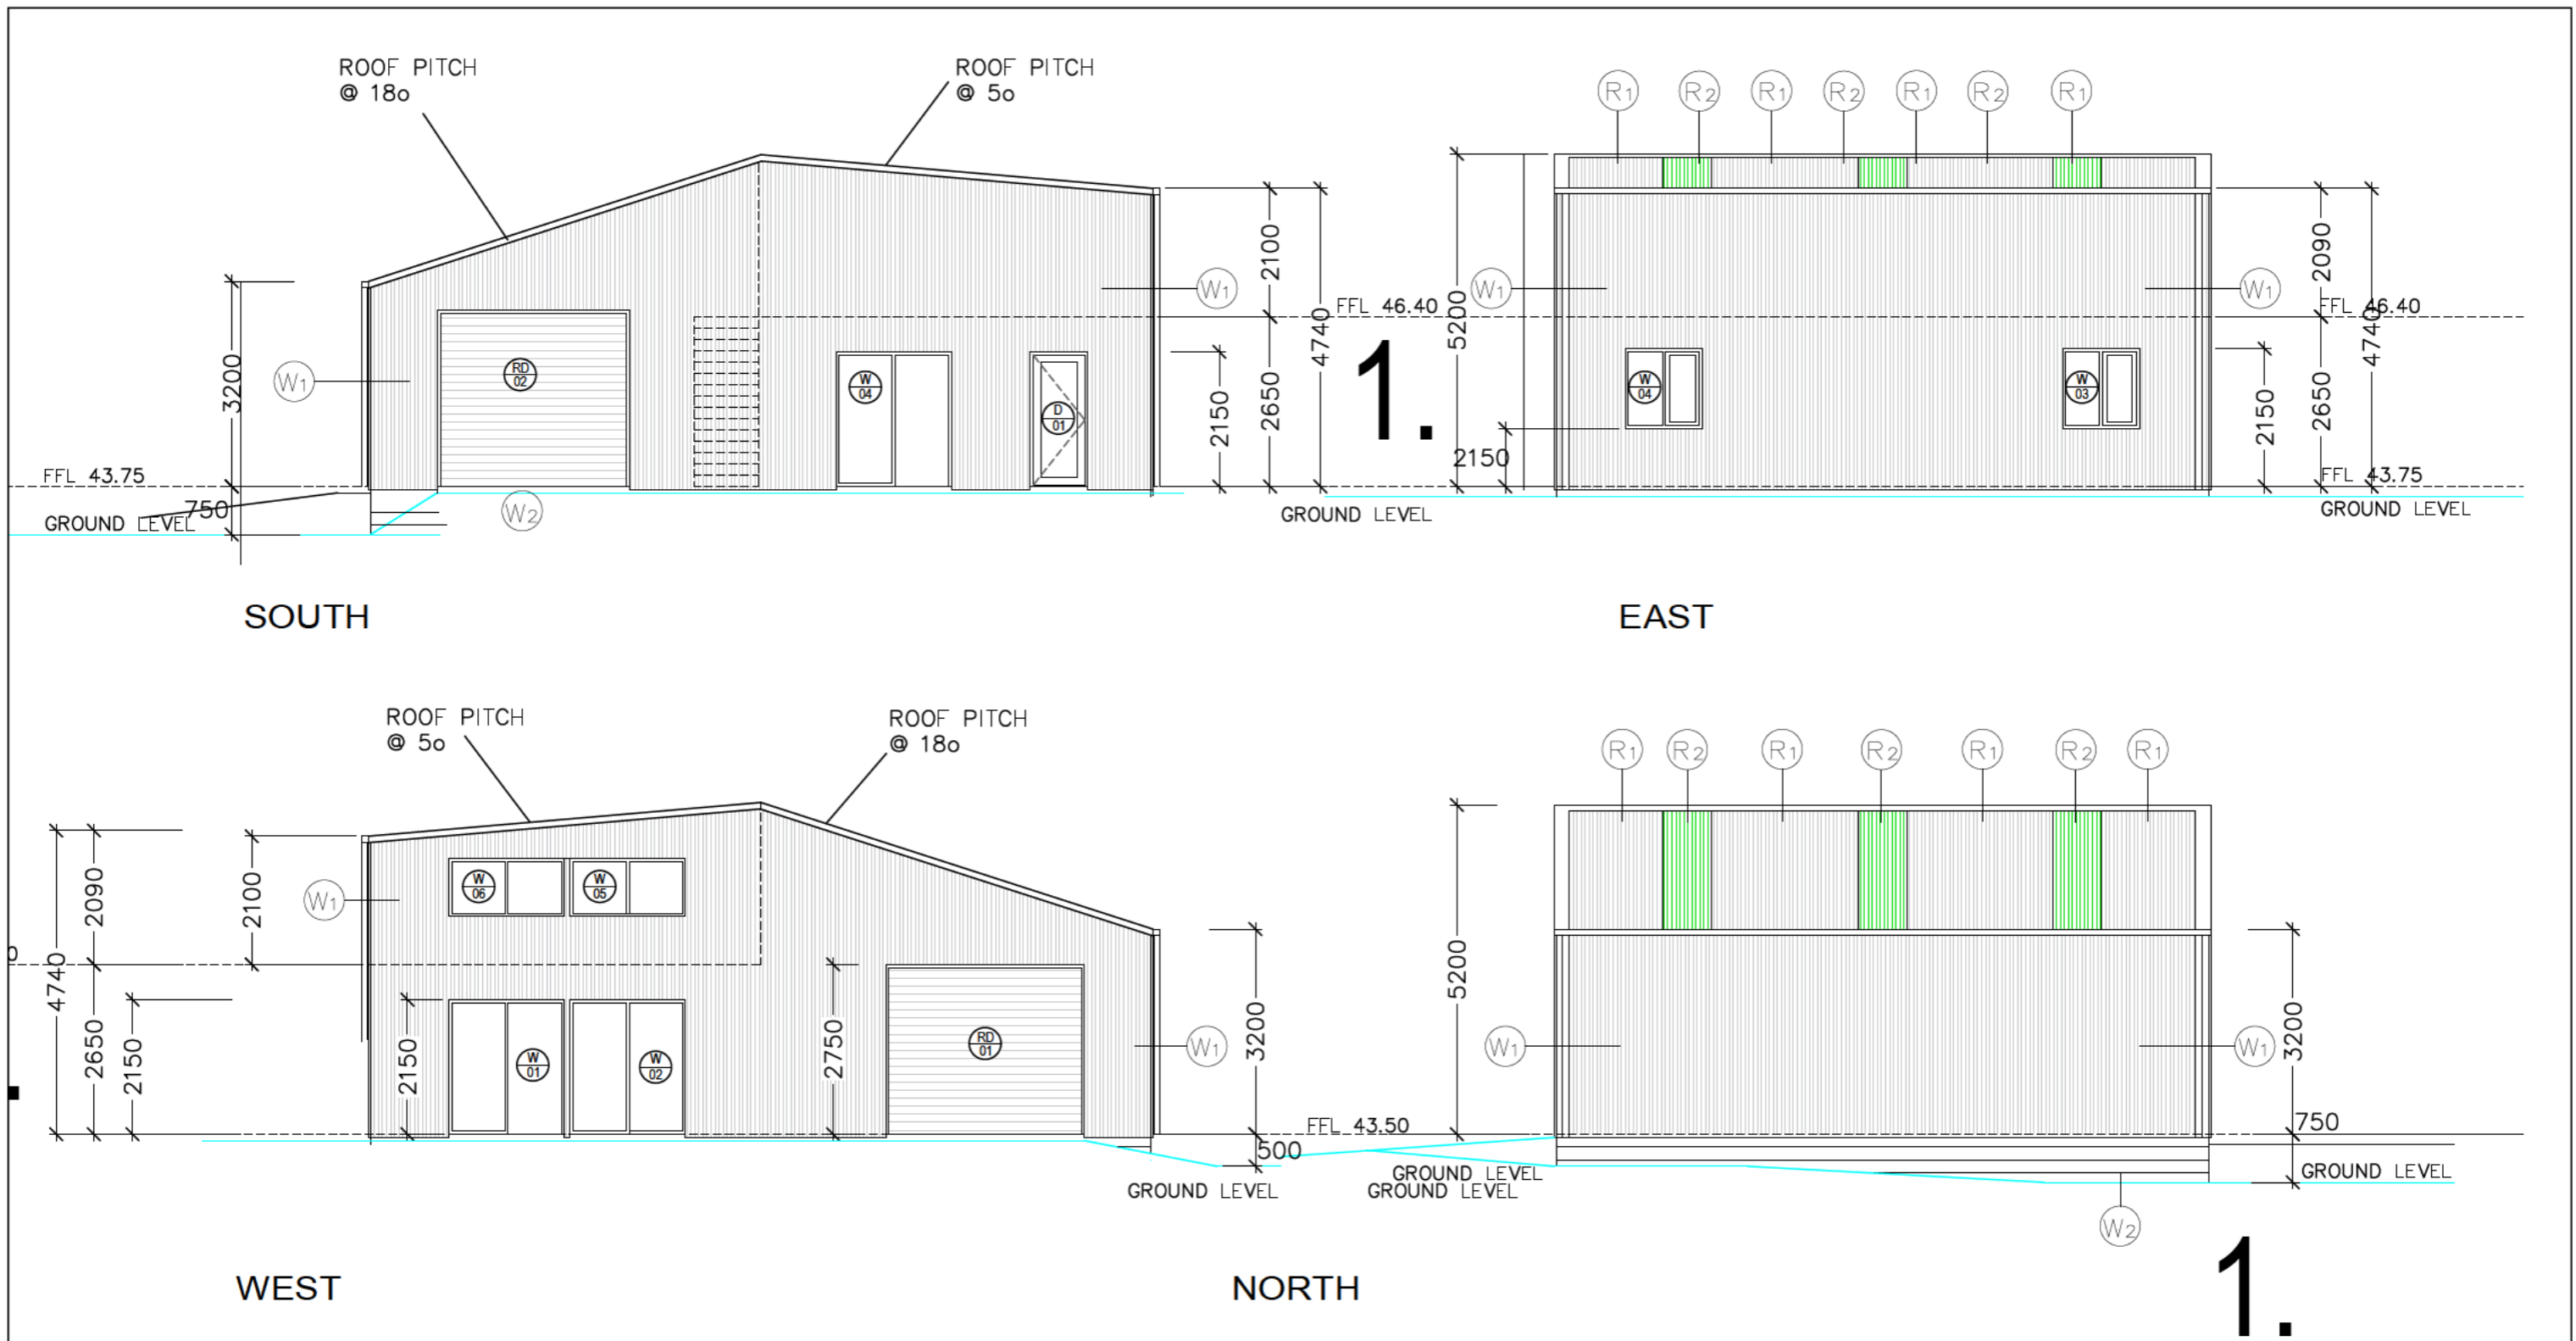 ROOF PITCH
@ 18o
ROOF PITCH
@ 5o
R1
R2
R1
R2
R1
R2
R1
3200
W1
RD
02
W
04
D
01
W1
2150
2100
2650
4740
1.
FFL 46.40
5200
W1
W
04
W
03
W1
2150
2150
2090
2650
FFL 46.40
4740
FFL 43.75
750
GROUND LEVEL
W2
GROUND LEVEL
FFL 43.75
GROUND LEVEL
SOUTH
EAST
ROOF PITCH
@ 5o
ROOF PITCH
@ 18o
R1
R2
R1
R2
R1
R2
R1
4740
2090
2650
2150
2100
W1
W
06
W
05
2150
W
01
W
02
2750
RD
01
W1
3200
500
GROUND LEVEL
FFL 43.50
5200
W1
W1
3200
750
GROUND LEVEL
GROUND LEVEL
GROUND LEVEL
W2
WEST
NORTH
1.